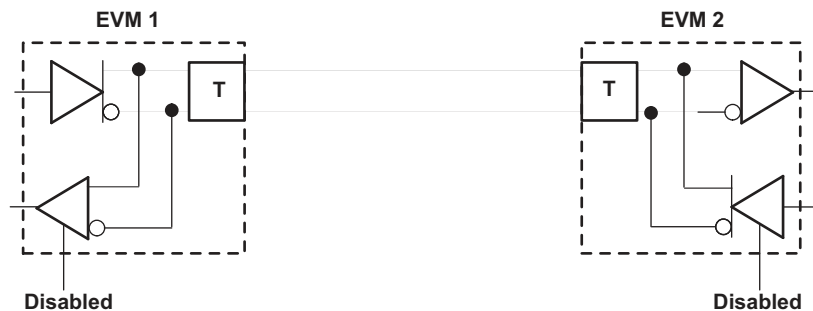 EVM 1
EVM 2
T
T
Disabled
Disabled